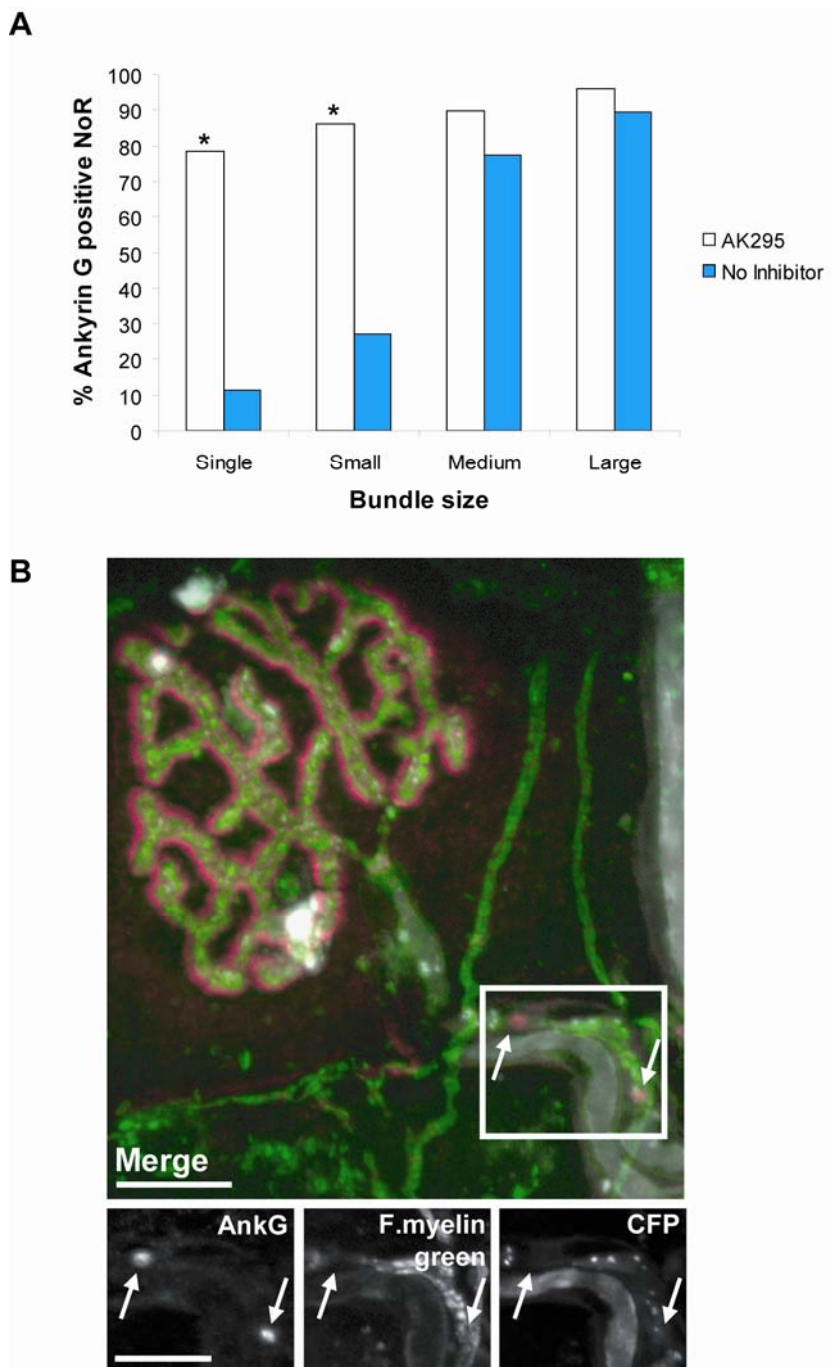 A
% Ankyrin G positive NoR
100
90
80
70
60
50
40
30
20
10
0
*
*
Single
Small
Medium
Large
Bundle size
AK295
No Inhibitor
B
Merge
AnkG
F.myelin
green
CFP